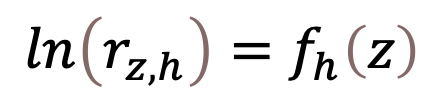 ln(r_{z,h}) = f_h(z)